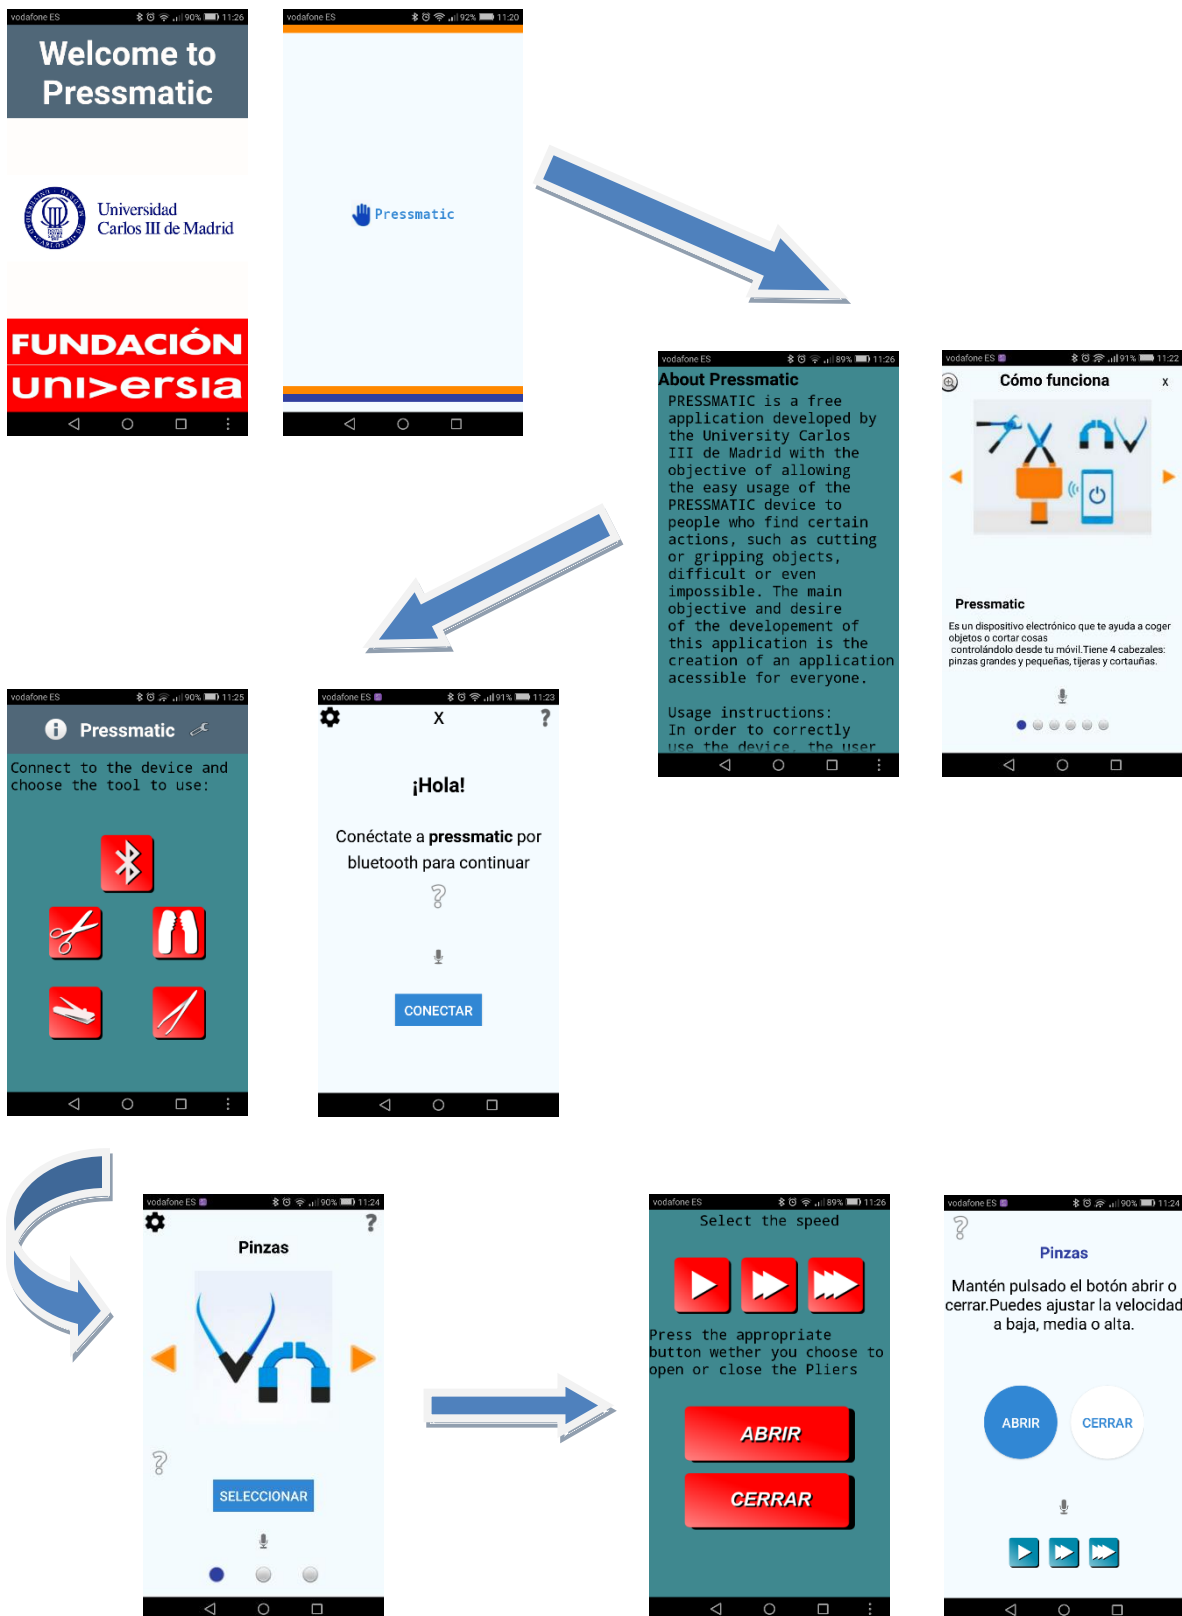 vodafone ES 90% 11:26
Welcome to
Pressmatic
Universidad
Carlos III de Madrid
FUNDACIÓN
uni>ersia
vodafone ES 92% 11:20
Pressmatic
vodafone ES 89% 11:26
About Pressmatic
PRESSMATIC is a free
application developed by
the University Carlos
III de Madrid with the
objective of allowing
the easy usage of the
PRESSMATIC device to
people who find certain
actions, such as cutting
or gripping objects,
difficult or even
impossible. The main
objective and desire
of the developement of
this application is the
creation of an application
acessible for everyone.
Usage instructions:
In order to correctly
use the device, the user
vodafone ES 91% 11:22
Cómo funciona x
Pressmatic
Es un dispositivo electrónico que te ayuda a coger
objetos o cortar cosas
controlándolo desde tu móvil.Tiene 4 cabezales:
pinzas grandes y pequeñas, tijeras y cortauñas.
vodafone ES 90% 11:25
Pressmatic
Connect to the device and
choose the tool to use:
vodafone ES 91% 11:23
X ?
¡Hola!
Conéctate a pressmatic por
bluetooth para continuar
?
CONECTAR
vodafone ES 90% 11:24
?
Pinzas
?
SELECCIONAR
vodafone ES 89% 11:26
Select the speed
Press the appropriate
button wether you choose to
open or close the Pliers
ABRIR
CERRAR
vodafone ES 90% 11:24
?
Pinzas
Mantén pulsado el botón abrir o
cerrar.Puedes ajustar la velocidad
a baja, media o alta.
ABRIR CERRAR